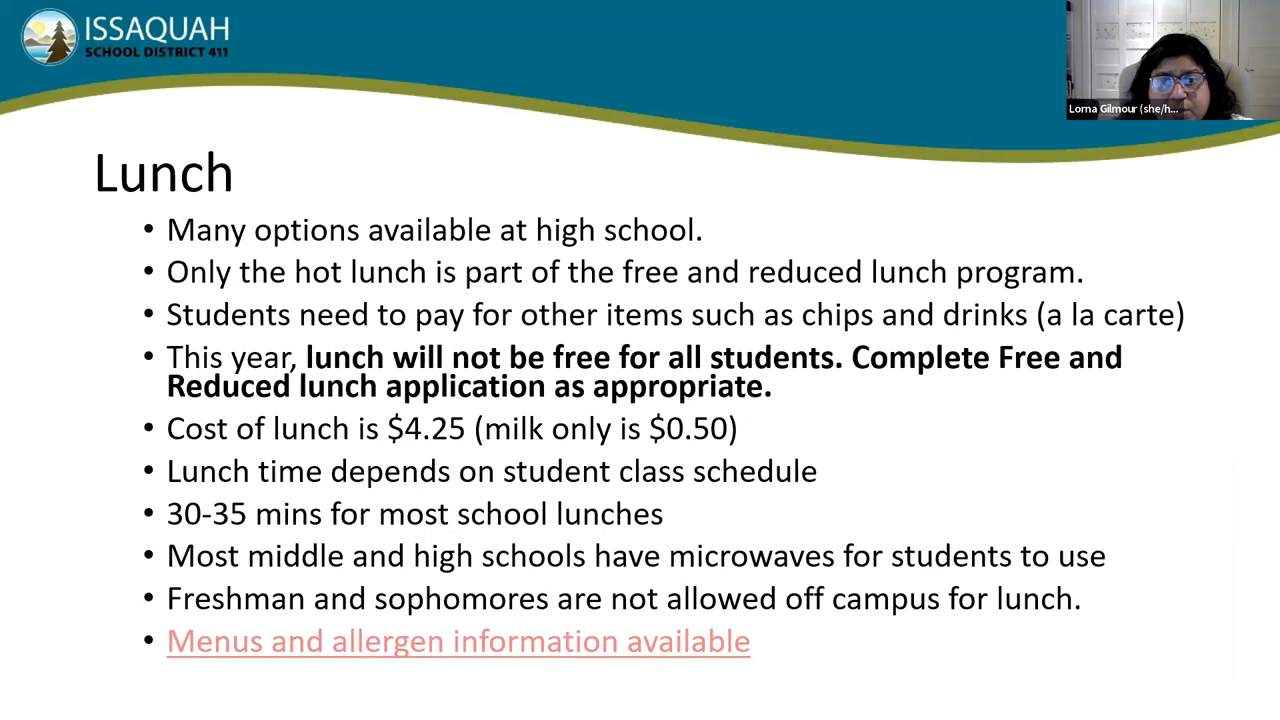 ISSAQUAH
SCHOOL DISTRICT 411
Lorna Gilmour (she/h...
Lunch
• Many options available at high school.
• Only the hot lunch is part of the free and reduced lunch program.
• Students need to pay for other items such as chips and drinks (a la carte)
• This year, lunch will not be free for all students. Complete Free and
Reduced lunch application as appropriate.
• Cost of lunch is $4.25 (milk only is $0.50)
• Lunch time depends on student class schedule
• 30-35 mins for most school lunches
• Most middle and high schools have microwaves for students to use
• Freshman and sophomores are not allowed off campus for lunch.
• Menus and allergen information available